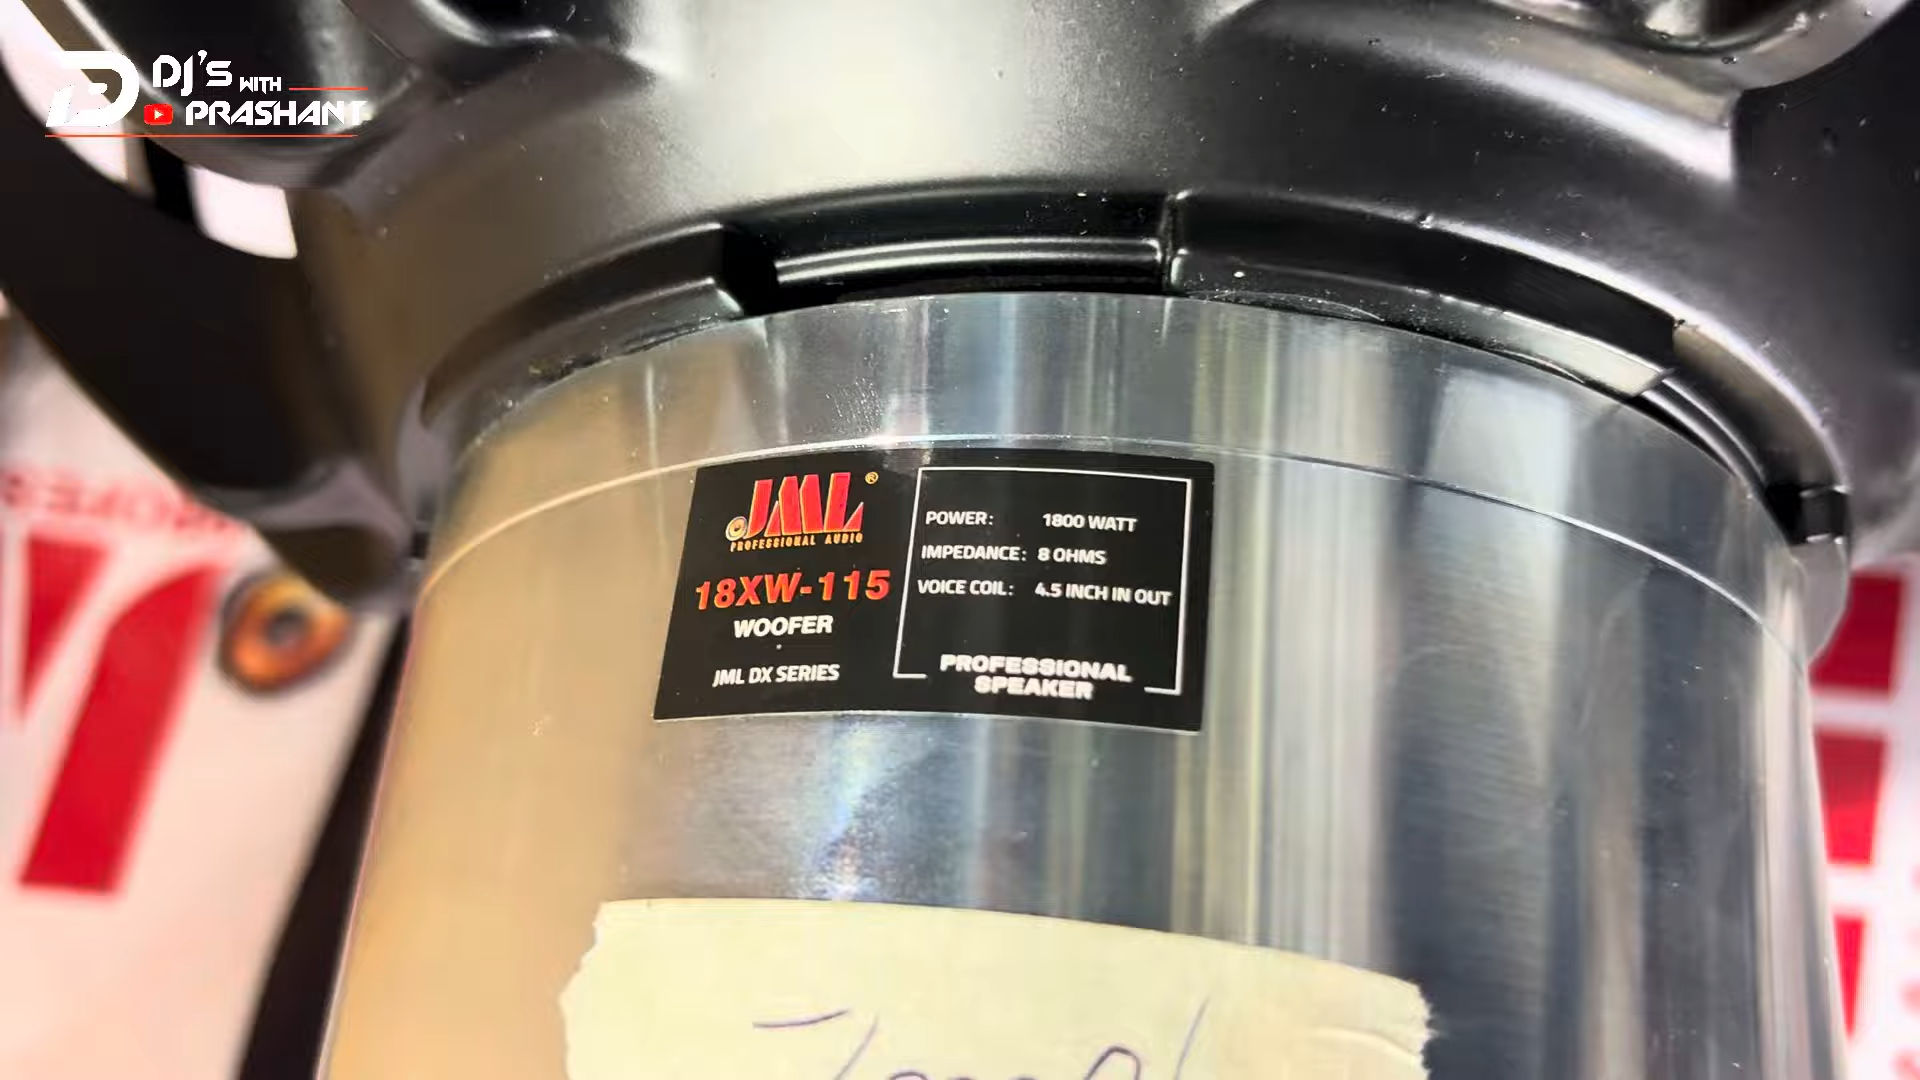 DJ'S WITH
PRASHANT
JML®
PROFESSIONAL AUDIO
18XW-115
WOOFER
JML DX SERIES
POWER: 1800 WATT
IMPEDANCE: 8 OHMS
VOICE COIL: 4.5 INCH IN OUT
PROFESSIONAL
SPEAKER